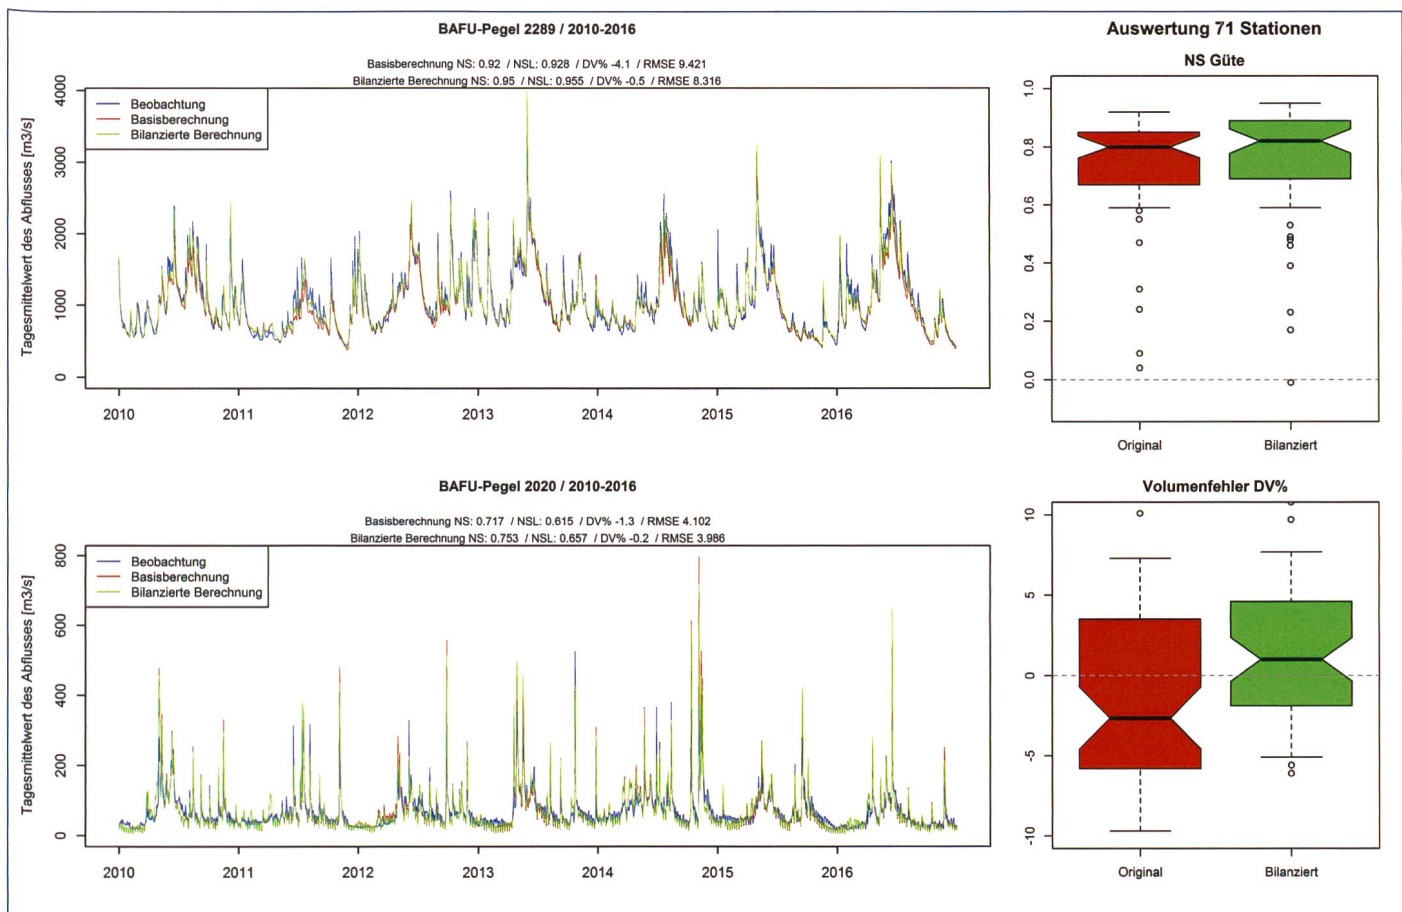 BAFU-Pegel 2289 / 2010-2016
Basisberechnung NS: 0.92 / NSL: 0.928 / DV% -4.1 / RMSE 9.421
Bilanzierte Berechnung NS: 0.95 / NSL: 0.955 / DV% -0.5 / RMSE 8.316
Tagesmittelwert des Abflusses [m3/s]
4000
3000
2000
1000
0
Beobachtung
Basisberechnung
Bilanzierte Berechnung
2010 2011 2012 2013 2014 2015 2016
Auswertung 71 Stationen
NS Güte
1.0
0.8
0.6
0.4
0.2
0.0
Original Bilanziert
BAFU-Pegel 2020 / 2010-2016
Basisberechnung NS: 0.717 / NSL: 0.615 / DV% -1.3 / RMSE 4.102
Bilanzierte Berechnung NS: 0.753 / NSL: 0.657 / DV% -0.2 / RMSE 3.986
Tagesmittelwert des Abflusses [m3/s]
800
600
400
200
0
Beobachtung
Basisberechnung
Bilanzierte Berechnung
2010 2011 2012 2013 2014 2015 2016
Volumenfehler DV%
10
5
0
-5
-10
Original Bilanziert